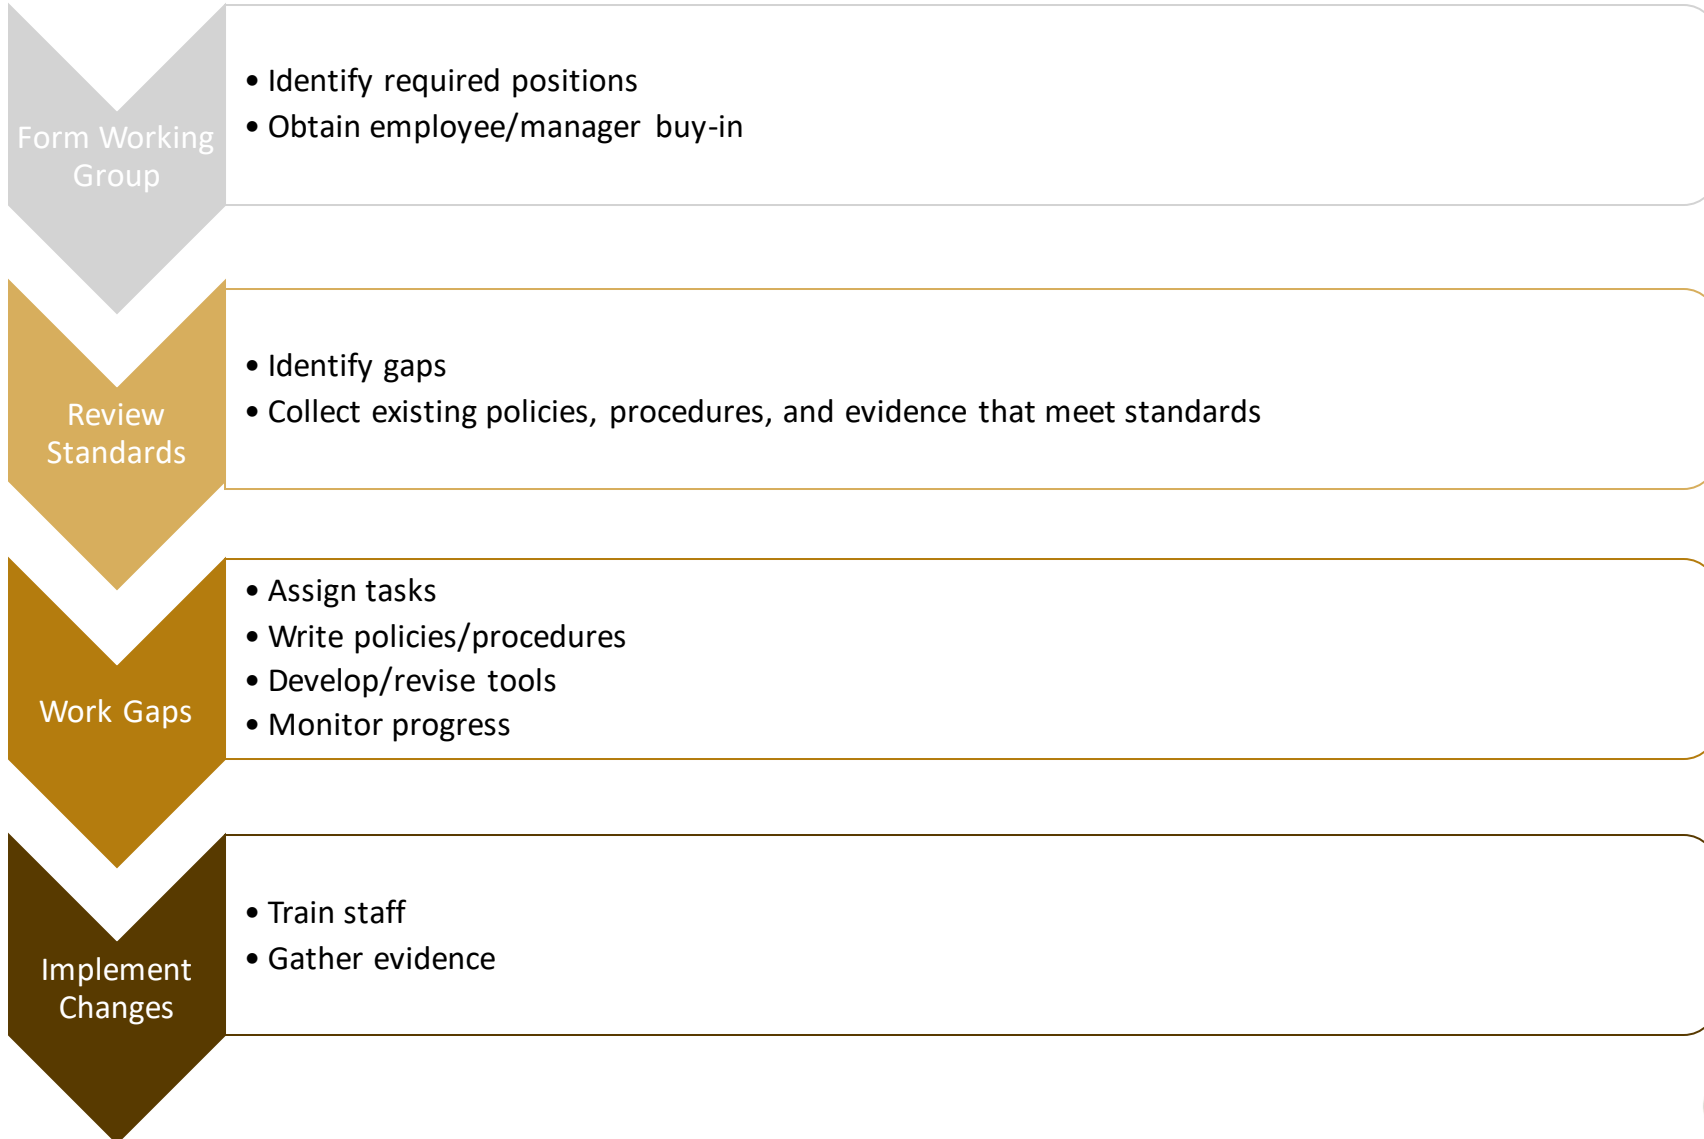 Form Working
Group
• Identify required positions
• Obtain employee/manager buy-in
Review
Standards
• Identify gaps
• Collect existing policies, procedures, and evidence that meet standards
Work Gaps
• Assign tasks
• Write policies/procedures
• Develop/revise tools
• Monitor progress
Implement
Changes
• Train staff
• Gather evidence